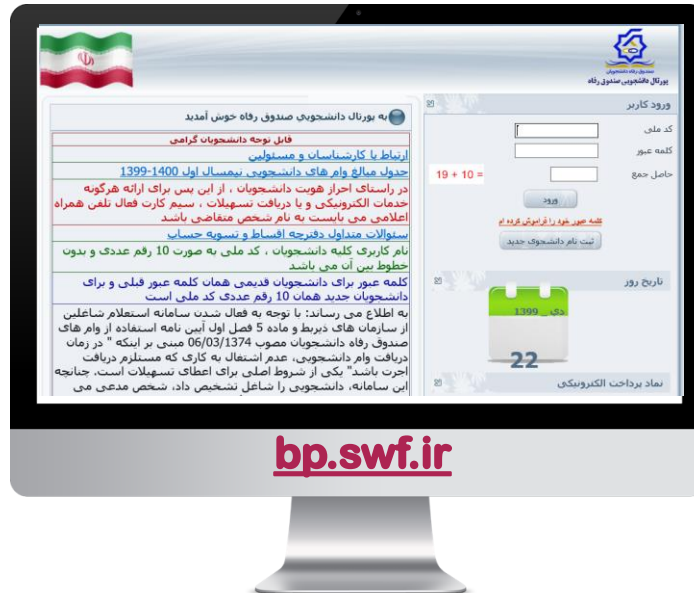 صندوق رفاه دانشجویان
پورتال دانشجویی صندوق رفاه
ورود کاربر
کد ملی
کلمه عبور
حاصل جمع
19 + 10 =
ورود
کلمه عبور خود را فراموش کرده ام
ثبت نام دانشجوی جدید
تاریخ روز
دی _ 1399
22
نماد پرداخت الکترونیکی
به پورتال دانشجویی صندوق رفاه خوش آمدید
قابل توجه دانشجویان گرامی
ارتباط با کارشناسان و مسئولین
جدول مبالغ وام های دانشجویی نیمسال اول 1400-1399
در راستای احراز هویت دانشجویان ، از این پس برای ارائه هرگونه
خدمات الکترونیکی و یا دریافت تسهیلات ، سیم کارت فعال تلفن همراه
اعلامی می بایست به نام شخص متقاضی باشد
سئوالات متداول دفترچه اقساط و تسویه حساب
نام کاربری کلیه دانشجویان ، کد ملی به صورت 10 رقم عددی و بدون
خطوط بین آن می باشد
کلمه عبور برای دانشجویان قدیمی همان کلمه عبور قبلی و برای
دانشجویان جدید همان 10 رقم عددی کد ملی است
به اطلاع می رساند: با توجه به فعال شدن سامانه استعلام شاغلین
از سازمان های ذیربط و ماده 5 فصل اول آیین نامه استفاده از وام های
صندوق رفاه دانشجویان مصوب 06/03/1374 مبنی بر اینکه " در زمان
دریافت وام دانشجویی، عدم اشتغال به کاری که مستلزم دریافت
اجرت باشد" یکی از شروط اصلی برای اعطای تسهیلات است. چنانچه
این سامانه، دانشجویی را شاغل تشخیص داد، شخص مدعی می
bp.swf.ir